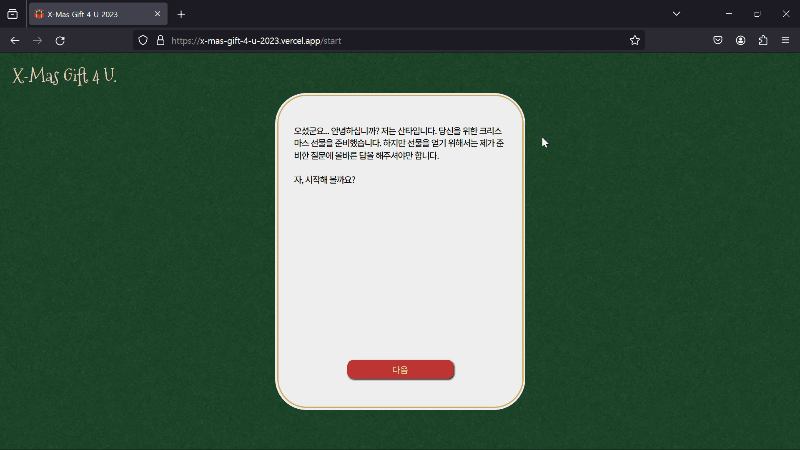 X-Mas Gift 4 U 2023
https://x-mas-gift-4-u-2023.vercel.app/start
X-Mas Gift 4 U.
오셨군요... 안녕하십니까? 저는 산타입니다. 당신을 위한 크리스
마스 선물을 준비했습니다. 하지만 선물을 얻기 위해서는 제가 준
비한 질문에 올바른 답을 해주셔야만 합니다.
자, 시작해 볼까요?
다음